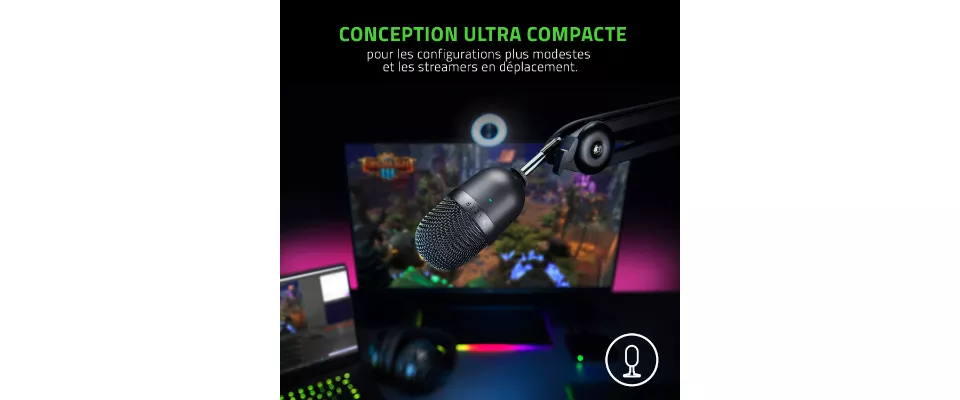 CONCEPTION ULTRA COMPACTE
pour les configurations plus modestes
et les streamers en déplacement.